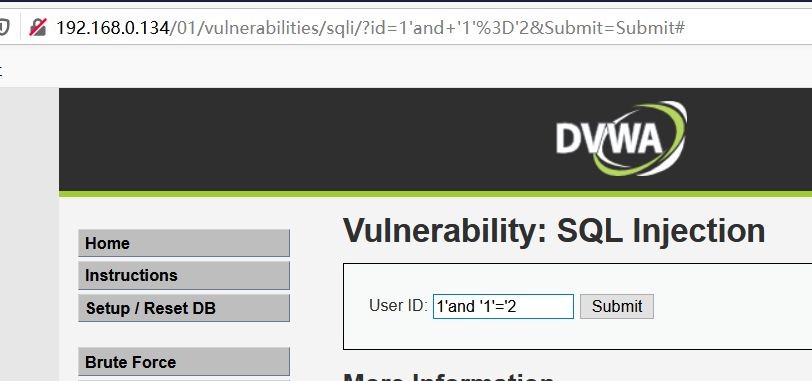 192.168.0.134/01/vulnerabilities/sqli/?id=1'and+'1'%3D'2&Submit=Submit#
DVWA
Home
Instructions
Setup / Reset DB
Brute Force
Vulnerability: SQL Injection
User ID: 1'and '1'='2 Submit
More Information